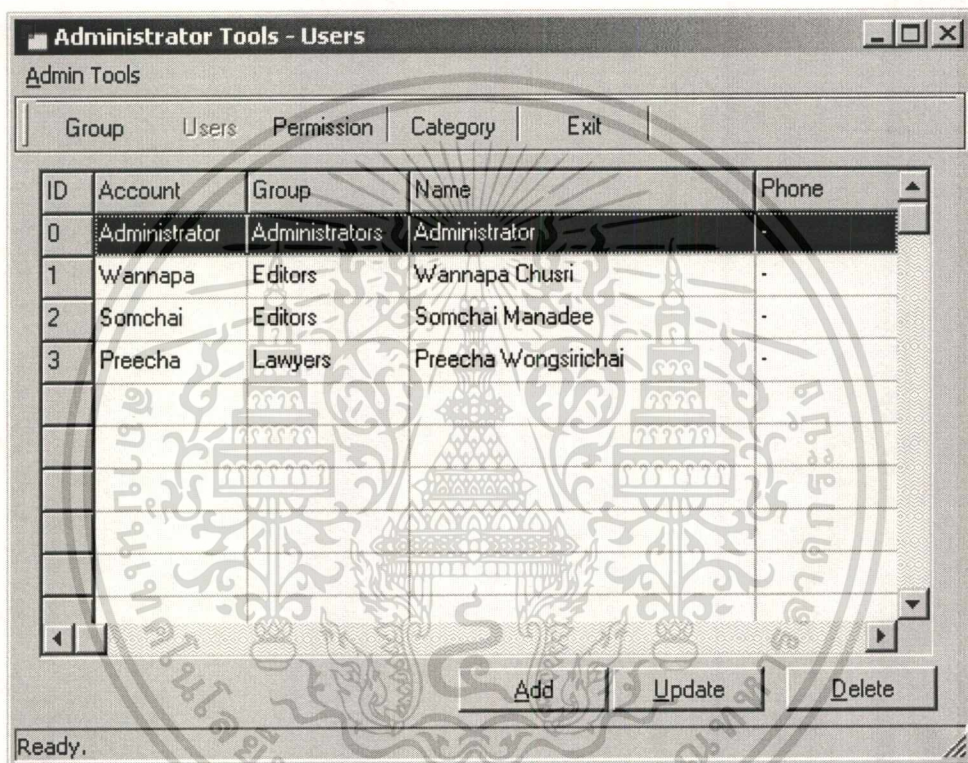 Administrator Tools - Users
Admin Tools
Group Users Permission Category Exit
ID Account Group Name Phone
0 Administrator Administrators Administrator -
1 Wannapa Editors Wannapa Chusri -
2 Somchai Editors Somchai Manadee -
3 Preecha Lawyers Preecha Wongsirichai -
Add Update Delete
Ready.